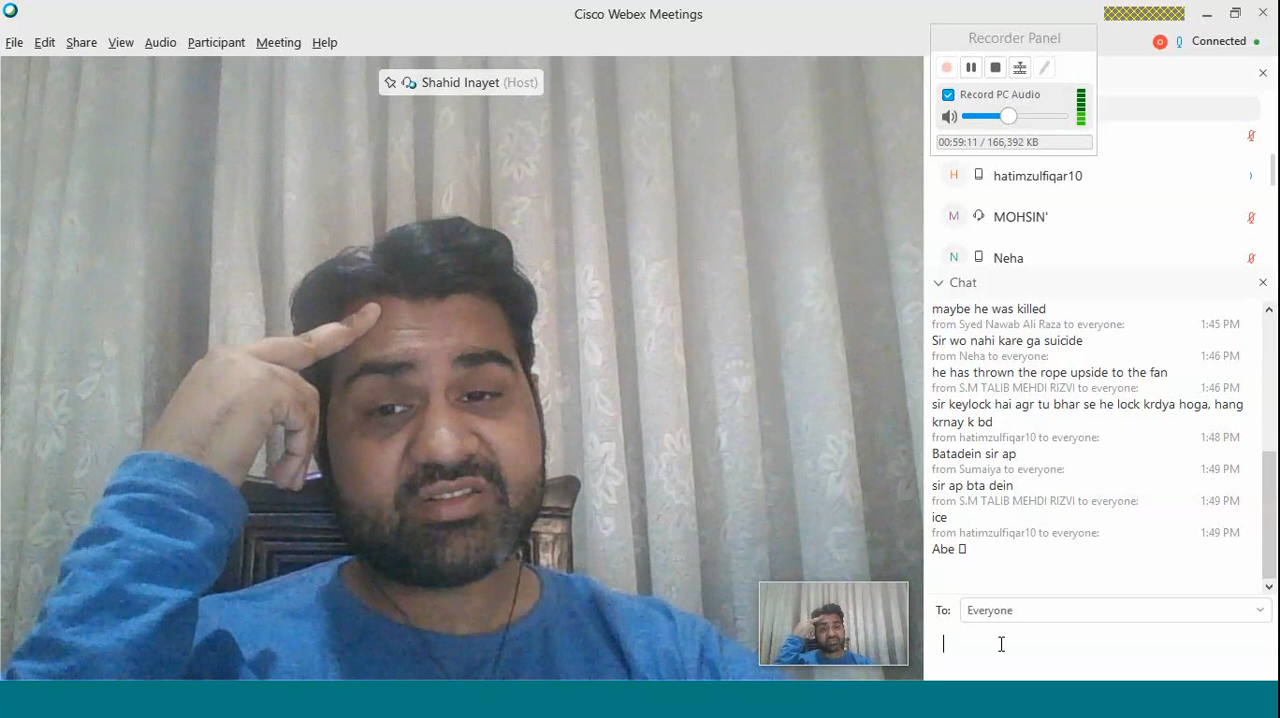 Cisco Webex Meetings
File Edit Share View Audio Participant Meeting Help
Connected
Shahid Inayet (Host)
Recorder Panel
Record PC Audio
00:59:11 / 166,392 KB
H hatimzulfiqar10
M MOHSIN'
N Neha
Chat
maybe he was killed
from Syed Nawab Ali Raza to everyone: 1:45 PM
Sir wo nahi kare ga suicide
from Neha to everyone: 1:46 PM
he has thrown the rope upside to the fan
from S.M TALIB MEHDI RIZVI to everyone: 1:46 PM
sir keylock hai agr tu bhar se he lock krdya hoga, hang
krnay k bd
from hatimzulfiqar10 to everyone: 1:48 PM
Batadein sir ap
from Sumaiya to everyone: 1:49 PM
sir ap bta dein
from S.M TALIB MEHDI RIZVI to everyone: 1:49 PM
ice
from hatimzulfiqar10 to everyone: 1:49 PM
Abe
To: Everyone